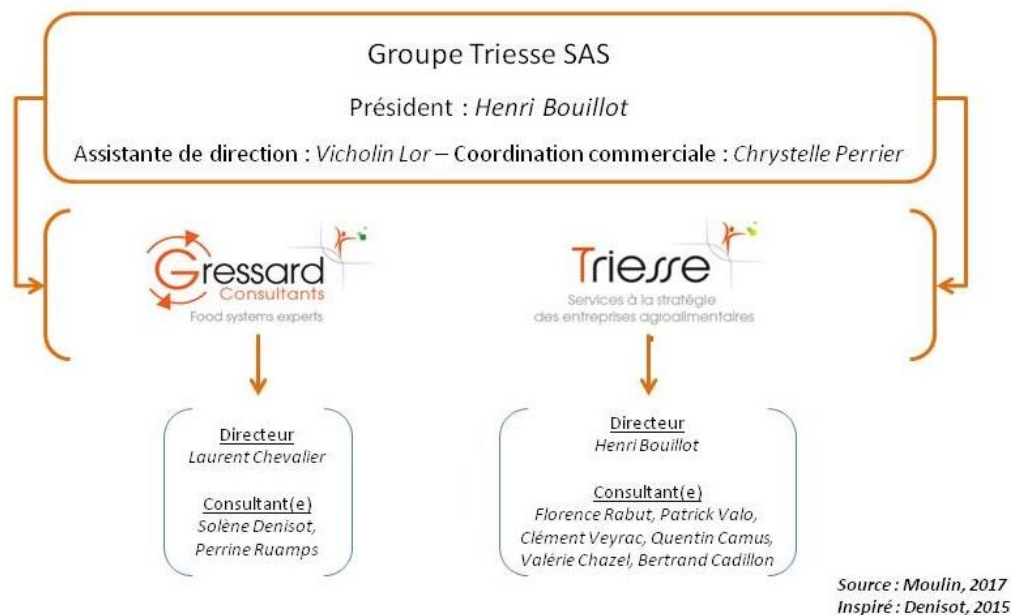 Groupe Triesse SAS
Président : Henri Bouillot
Assistante de direction : Vicholin Lor – Coordination commerciale : Chrystelle Perrier
Gressard
Consultants
Food systems experts
Triesse
Services à la stratégie
des entreprises agroalimentaires
Directeur
Laurent Chevalier
Consultant(e)
Solène Denisot,
Perrine Ruamps
Directeur
Henri Bouillot
Consultant(e)
Florence Rabut, Patrick Valo,
Clément Veyrac, Quentin Camus,
Valérie Chazel, Bertrand Cadillon
Source : Moulin, 2017
Inspiré : Denisot, 2015